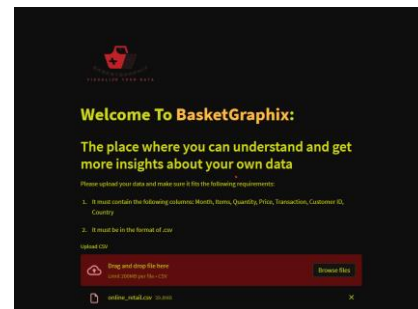 VISUALIZE YOUR DATA
Welcome To BasketGraphix:
The place where you can understand and get
more insights about your own data
Please upload your data and make sure it fits the following requirements:
1. It must contain the following columns: Month, Items, Quantity, Price, Transaction, Customer ID,
Country
2. It must be in the format of .csv
Upload CSV
Drag and drop file here
Limit 200MB per file • CSV
Browse files
online_retail.csv